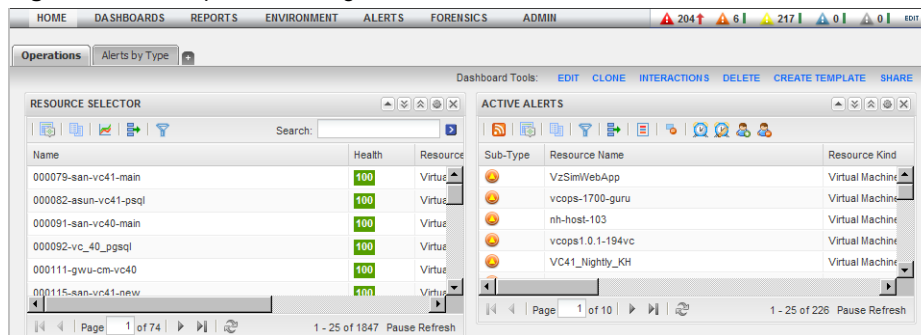 HOME DASHBOARDS REPORTS ENVIRONMENT ALERTS FORENSICS ADMIN 204 6 217 0 0 EDIT
Operations Alerts by Type
Dashboard Tools: EDIT CLONE INTERACTIONS DELETE CREATE TEMPLATE SHARE
RESOURCE SELECTOR
Search:
Name Health Resource
000079-san-vc41-main 100 Virtua
000082-asun-vc41-psql 100 Virtua
000091-san-vc40-main 100 Virtua
000092-vc_40_pgsql 100 Virtua
000111-gwu-cm-vc40 100 Virtua
000115-san-vc41-new 100 Virtua
Page 1 of 74 1 - 25 of 1847 Pause Refresh
ACTIVE ALERTS
Sub-Type Resource Name Resource Kind
VzSimWebApp Virtual Machine
vcops-1700-guru Virtual Machine
nh-host-103 Virtual Machine
vcops1.0.1-194vc Virtual Machine
VC41_Nightly_KH Virtual Machine
Page 1 of 10 1 - 25 of 226 Pause Refresh